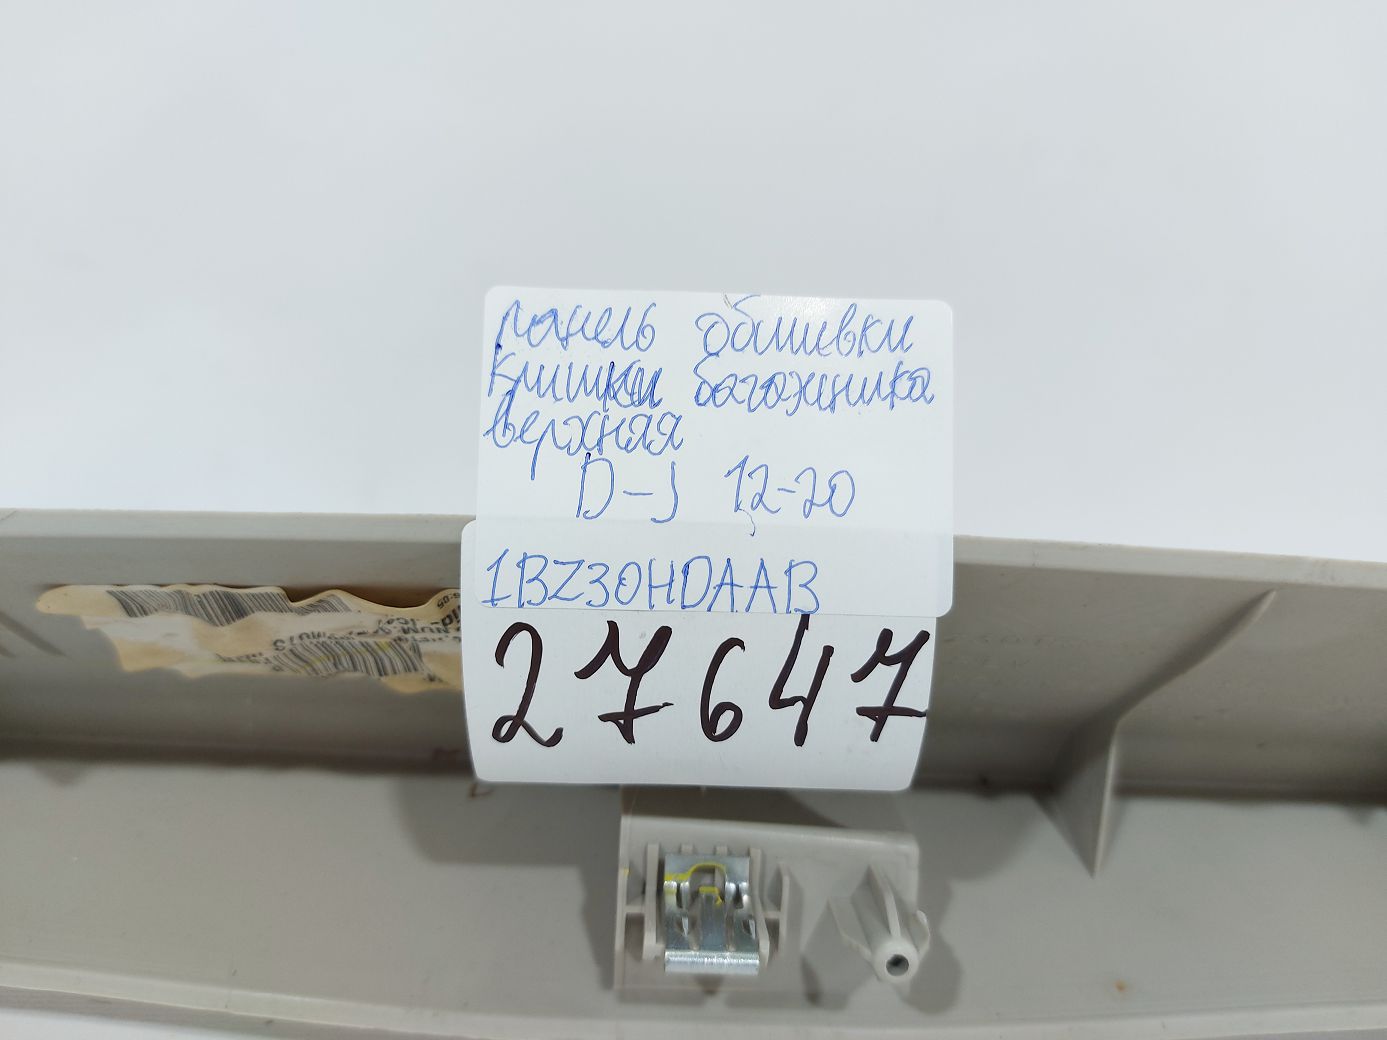 панель обшивки
крышки багажника
верхняя
D-J 12-20
1BZ30HDAAB
27647